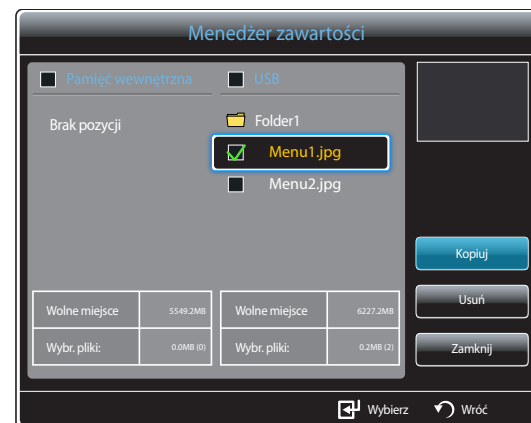 Menedżer zawartości
Pamięć wewnętrzna
USB
Brak pozycji
Folder1
Menu1.jpg
Menu2.jpg
Kopiuj
Usuń
Zamknij
Wolne miejsce 5549.2MB
Wybr. pliki: 0.0MB (0)
Wolne miejsce 6227.2MB
Wybr. pliki: 0.2MB (2)
Wybierz Wróć